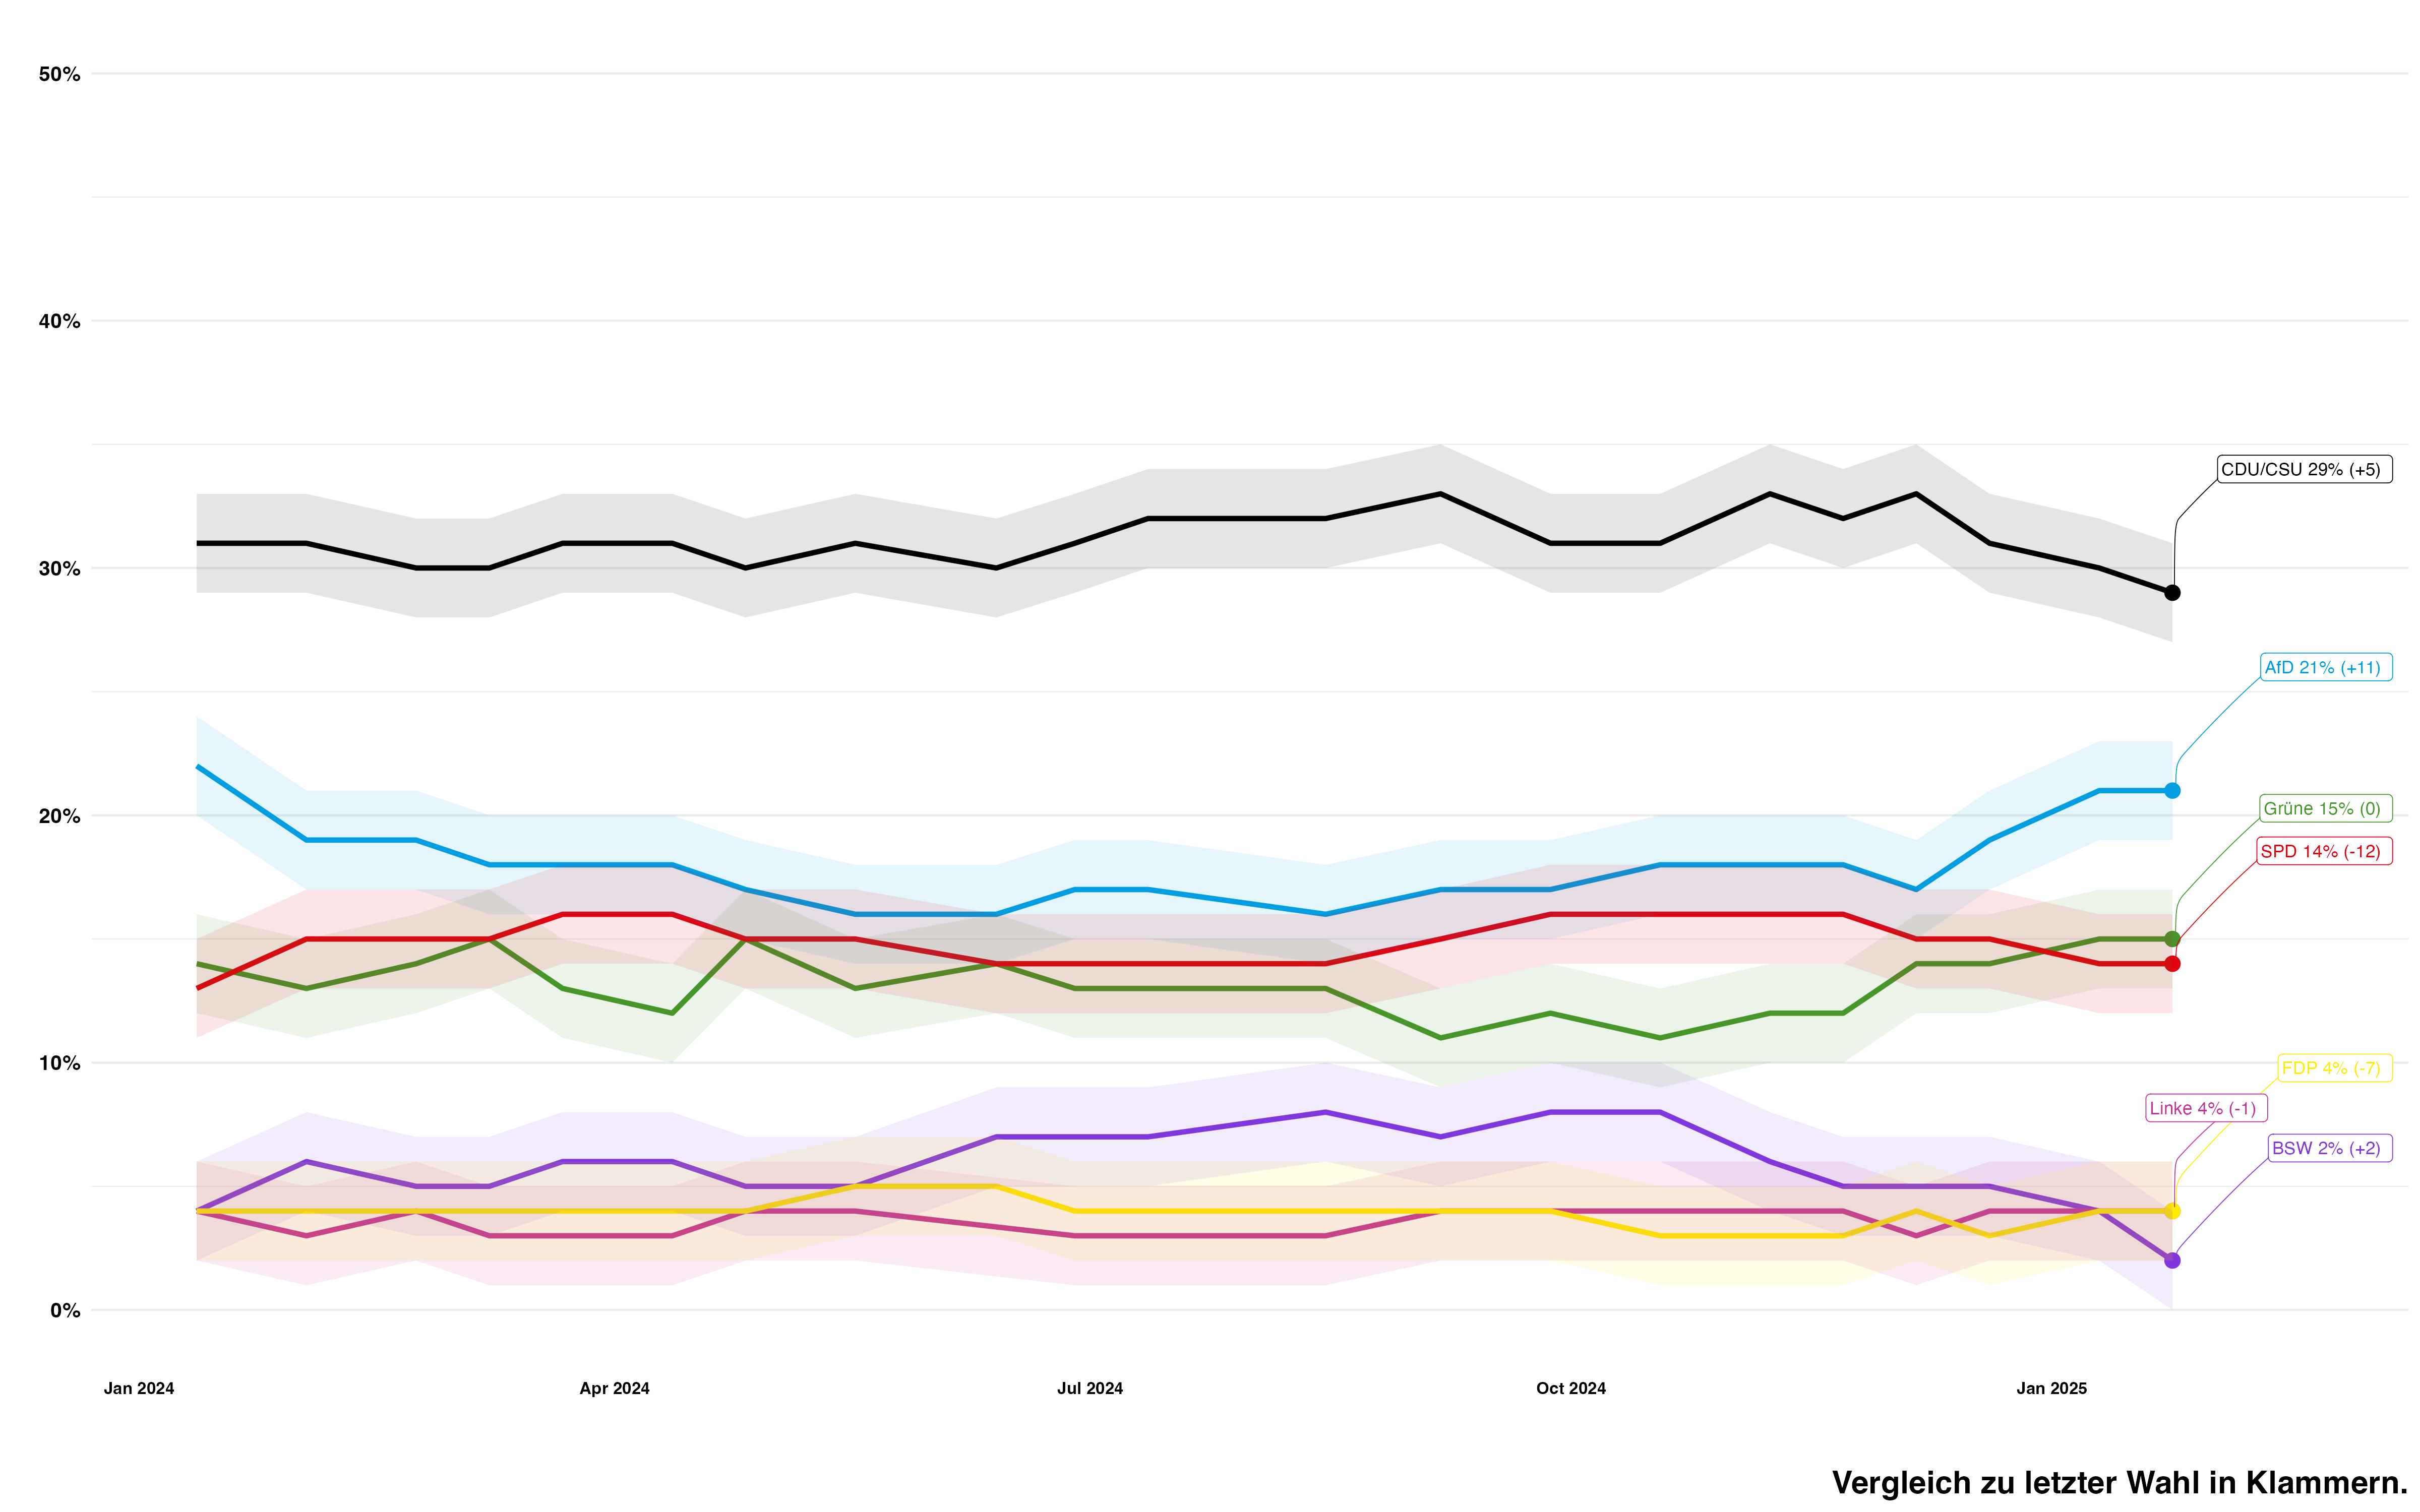 50%
40%
30%
20%
10%
0%
CDU/CSU 29% (+5)
AfD 21% (+11)
Grüne 15% (0)
SPD 14% (-12)
FDP 4% (-7)
Linke 4% (-1)
BSW 2% (+2)
Jan 2024
Apr 2024
Jul 2024
Oct 2024
Jan 2025
Vergleich zu letzter Wahl in Klammern.